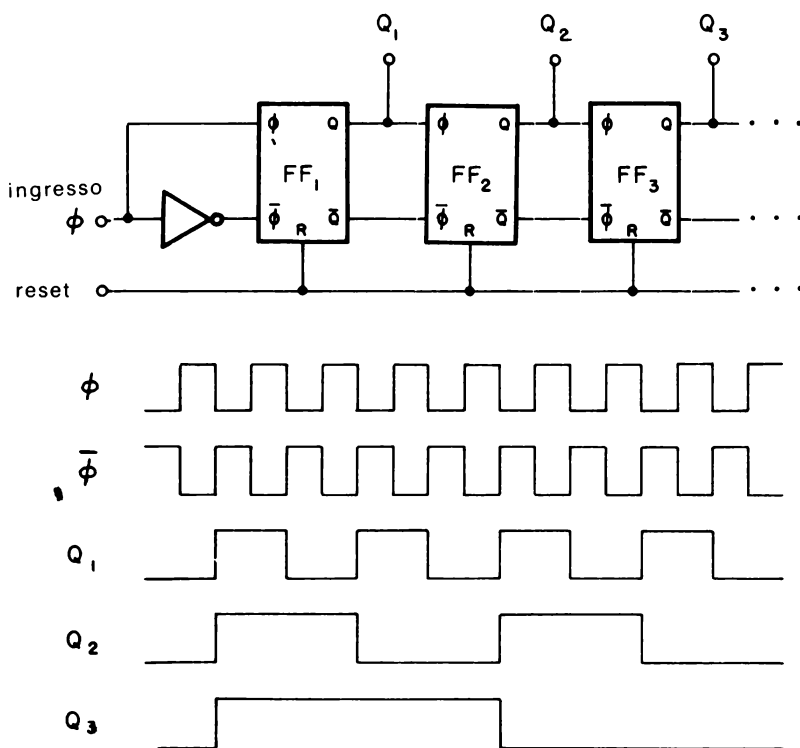 Q₁ Q₂ Q₃
ϕ Q ϕ Q ϕ Q
FF₁ FF₂ FF₃
ingresso
ϕ
ϕ̅ Q̅ ϕ̅ Q̅ ϕ̅ Q̅
R R R
reset
ϕ
ϕ̅
Q₁
Q₂
Q₃